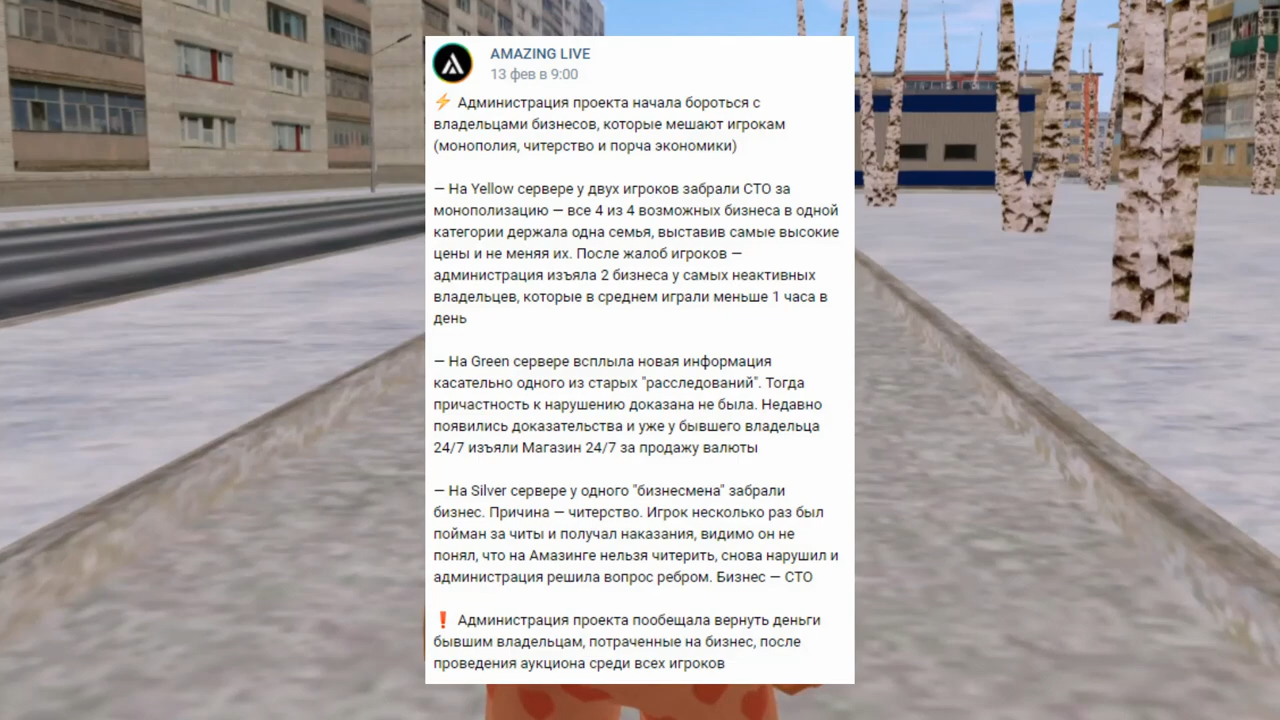 AMAZING LIVE
13 фев в 9:00
⚡ Администрация проекта начала бороться с
владельцами бизнесов, которые мешают игрокам
(монополия, читерство и порча экономики)
— На Yellow сервере у двух игроков забрали СТО за
монополизацию — все 4 из 4 возможных бизнеса в одной
категории держала одна семья, выставив самые высокие
цены и не меняя их. После жалоб игроков —
администрация изъяла 2 бизнеса у самых неактивных
владельцев, которые в среднем играли меньше 1 часа в
день
— На Green сервере всплыла новая информация
касательно одного из старых "расследований". Тогда
причастность к нарушению доказана не была. Недавно
появились доказательства и уже у бывшего владельца
24/7 изъяли Магазин 24/7 за продажу валюты
— На Silver сервере у одного "бизнесмена" забрали
бизнес. Причина — читерство. Игрок несколько раз был
пойман за читы и получал наказания, видимо он не
понял, что на Амазинге нельзя читерить, снова нарушил и
администрация решила вопрос ребром. Бизнес — СТО
❗ Администрация проекта пообещала вернуть деньги
бывшим владельцам, потраченные на бизнес, после
проведения аукциона среди всех игроков